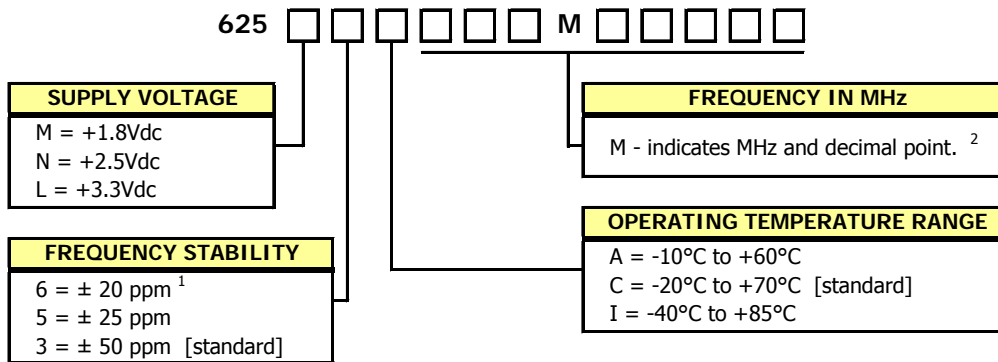 625 □ □ □ □ □ □ M □ □ □ □ □
SUPPLY VOLTAGE
M = +1.8Vdc
N = +2.5Vdc
L = +3.3Vdc
FREQUENCY STABILITY
6 = ± 20 ppm 1
5 = ± 25 ppm
3 = ± 50 ppm [standard]
FREQUENCY IN MHz
M - indicates MHz and decimal point. 2
OPERATING TEMPERATURE RANGE
A = -10°C to +60°C
C = -20°C to +70°C [standard]
I = -40°C to +85°C